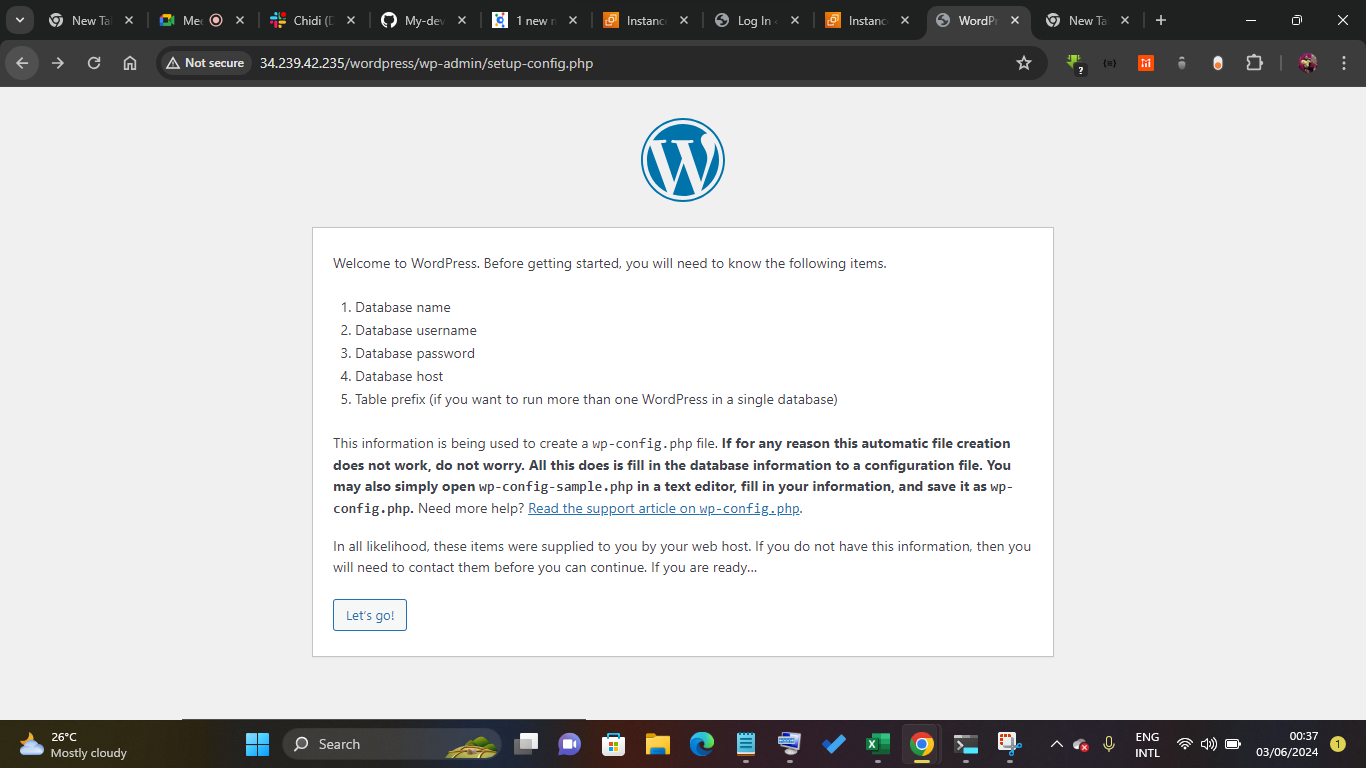 New Ta
Mee
Chidi (D
My-dev
1 new n
Instanc
Log In ‹
Instanc
WordPr
New Ta
Not secure
34.239.42.235/wordpress/wp-admin/setup-config.php
Welcome to WordPress. Before getting started, you will need to know the following items.
1. Database name
2. Database username
3. Database password
4. Database host
5. Table prefix (if you want to run more than one WordPress in a single database)
This information is being used to create a wp-config.php file. If for any reason this automatic file creation
does not work, do not worry. All this does is fill in the database information to a configuration file. You
may also simply open wp-config-sample.php in a text editor, fill in your information, and save it as wp-
config.php. Need more help? Read the support article on wp-config.php.
In all likelihood, these items were supplied to you by your web host. If you do not have this information, then you
will need to contact them before you can continue. If you are ready…
Let's go!
26°C
Mostly cloudy
Search
ENG
INTL
00:37
03/06/2024
1